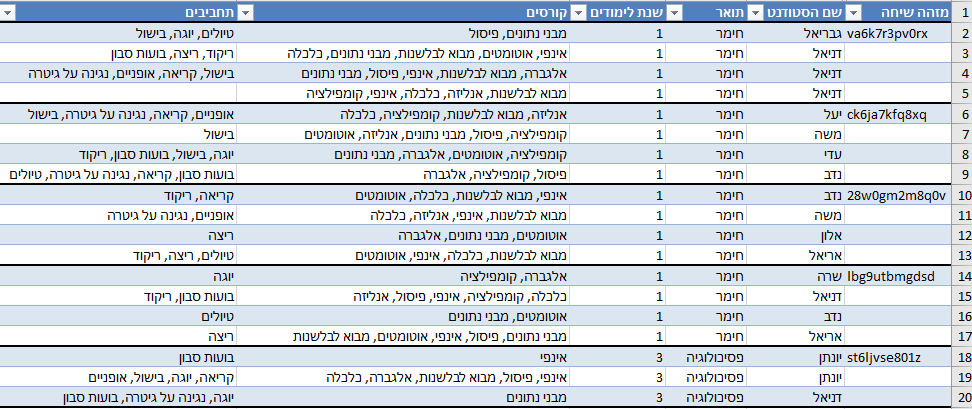 1 מזהה שיחה שם הסטודנט תואר שנת לימודים קורסים תחביבים
2 va6k7r3pv0rx גבריאל חימר 1 מבני נתונים, פיסול טיולים, יוגה, בישול
3 דניאל חימר 1 אינפי, אוטומטים, מבוא לבלשנות, מבני נתונים, כלכלה ריקוד, ריצה, בועות סבון
4 דניאל חימר 1 אלגברה, מבוא לבלשנות, אינפי, פיסול, מבני נתונים בישול, קריאה, אופניים, נגינה על גיטרה
5 דניאל חימר 1 מבוא לבלשנות, אנליזה, כלכלה, אינפי, קומפילציה
6 ck6ja7kfq8xq יעל חימר 1 אנליזה, מבוא לבלשנות, קומפילציה, כלכלה אופניים, קריאה, נגינה על גיטרה, בישול
7 משה חימר 1 קומפילציה, פיסול, מבני נתונים, אנליזה, אוטומטים בישול
8 עדי חימר 1 קומפילציה, אוטומטים, אלגברה, מבני נתונים יוגה, בישול, בועות סבון, ריקוד
9 נדב חימר 1 פיסול, קומפילציה, אלגברה בועות סבון, קריאה, נגינה על גיטרה, טיולים
10 28w0gm2m8q0v נדב חימר 1 אינפי, מבוא לבלשנות, כלכלה, אוטומטים קריאה, ריקוד
11 משה חימר 1 מבוא לבלשנות, אינפי, אנליזה, כלכלה אופניים, נגינה על גיטרה
12 אלון חימר 1 אוטומטים, מבני נתונים, אלגברה ריצה
13 אריאל חימר 1 מבוא לבלשנות, כלכלה, אינפי, אוטומטים טיולים, ריצה, ריקוד
14 lbg9utbmgdsd שרה חימר 1 אלגברה, קומפילציה יוגה
15 דניאל חימר 1 כלכלה, קומפילציה, אינפי, פיסול, אנליזה בועות סבון, ריקוד
16 נדב חימר 1 אוטומטים, מבני נתונים טיולים
17 אריאל חימר 1 מבני נתונים, פיסול, אינפי, אוטומטים, מבוא לבלשנות ריצה
18 st6ljvse801z יונתן פסיכולוגיה 3 אינפי בועות סבון
19 יונתן פסיכולוגיה 3 אינפי, פיסול, מבוא לבלשנות, אלגברה, כלכלה קריאה, יוגה, בישול, אופניים
20 דניאל פסיכולוגיה 3 מבני נתונים יוגה, נגינה על גיטרה, בועות סבון